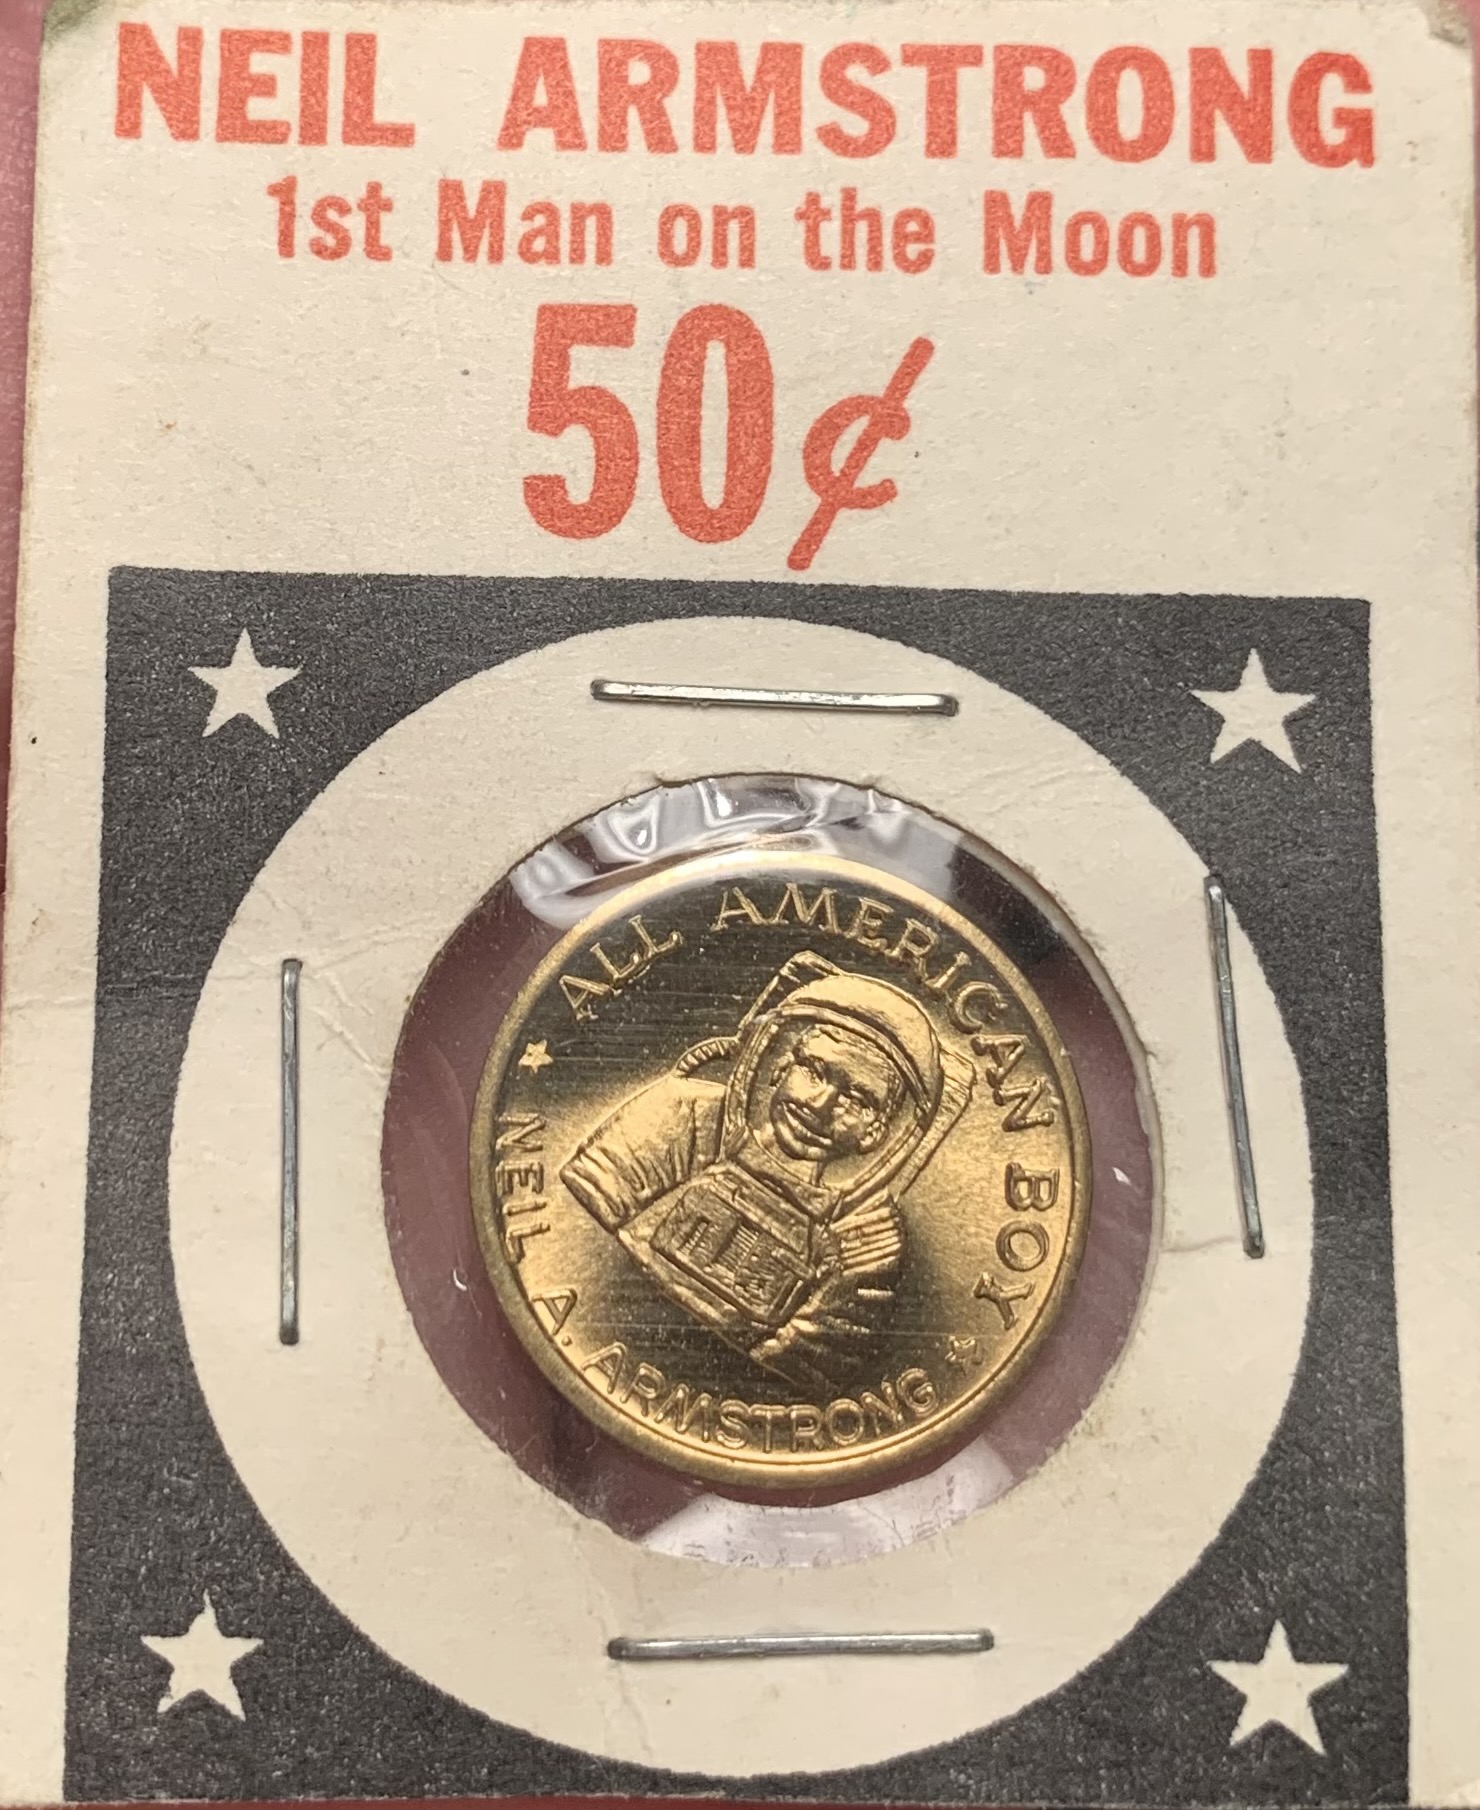 NEIL ARMSTRONG
1st Man on the Moon
50¢
ALL AMERICAN BOY
NEIL A. ARMSTRONG